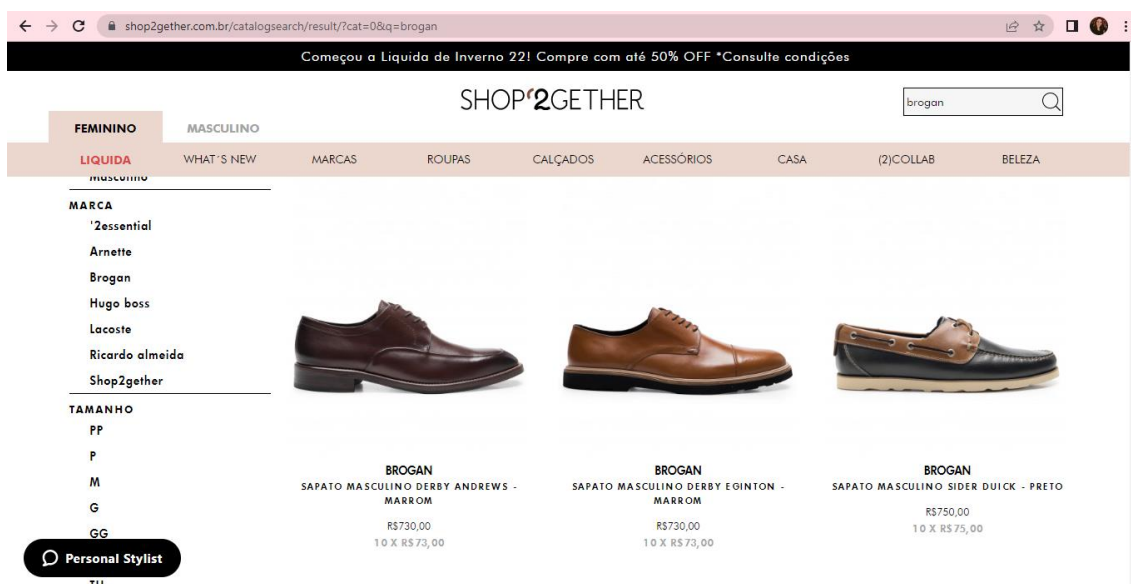 shop2gether.com.br/catalogsearch/result/?cat=0&q=brogan
Começou a Liquida de Inverno 22! Compre com até 50% OFF *Consulte condições
SHOP‘2GETHER
brogan
FEMININO MASCULINO
LIQUIDA WHAT´S NEW MARCAS ROUPAS CALÇADOS ACESSÓRIOS CASA (2)COLLAB BELEZA
Masculino
MARCA
'2essential
Arnette
Brogan
Hugo boss
Lacoste
Ricardo almeida
Shop2gether
TAMANHO
PP
P
M
G
GG
Personal Stylist
BROGAN
SAPATO MASCULINO DERBY ANDREWS -
MARROM
R$730,00
10 X R$73,00
BROGAN
SAPATO MASCULINO DERBY EGINTON -
MARROM
R$730,00
10 X R$73,00
BROGAN
SAPATO MASCULINO SIDER DUICK - PRETO
R$750,00
10 X R$75,00